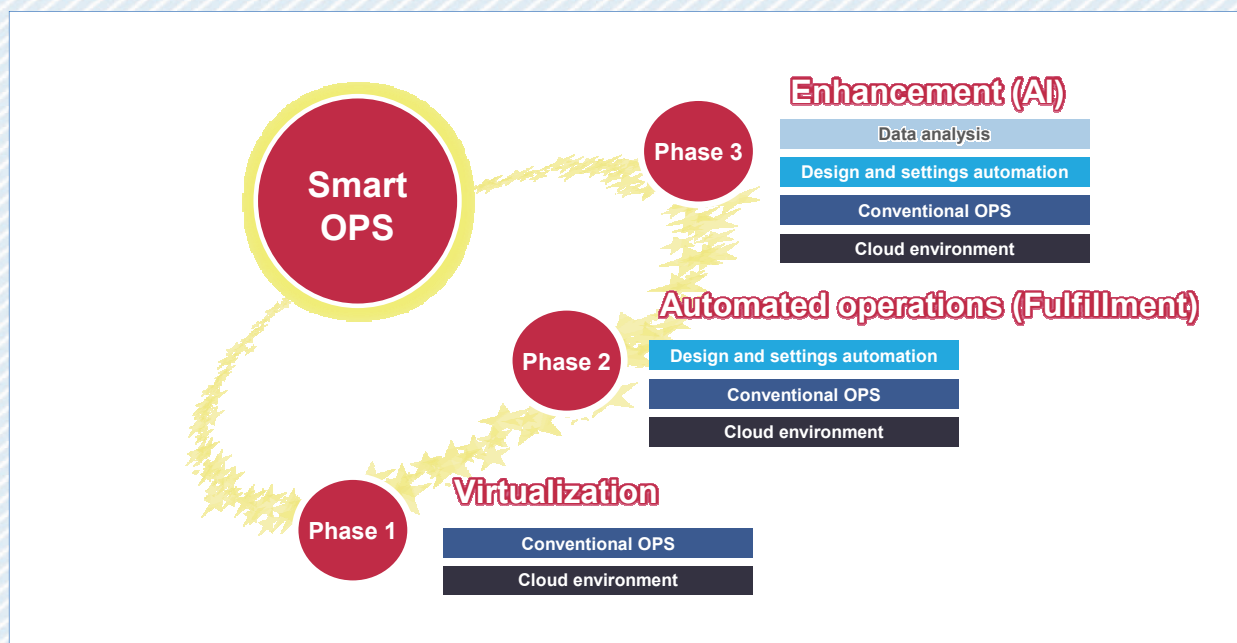 Smart
OPS
Phase 3
Enhancement (AI)
Data analysis
Design and settings automation
Conventional OPS
Cloud environment
Phase 2
Automated operations (Fulfillment)
Design and settings automation
Conventional OPS
Cloud environment
Phase 1
Virtualization
Conventional OPS
Cloud environment